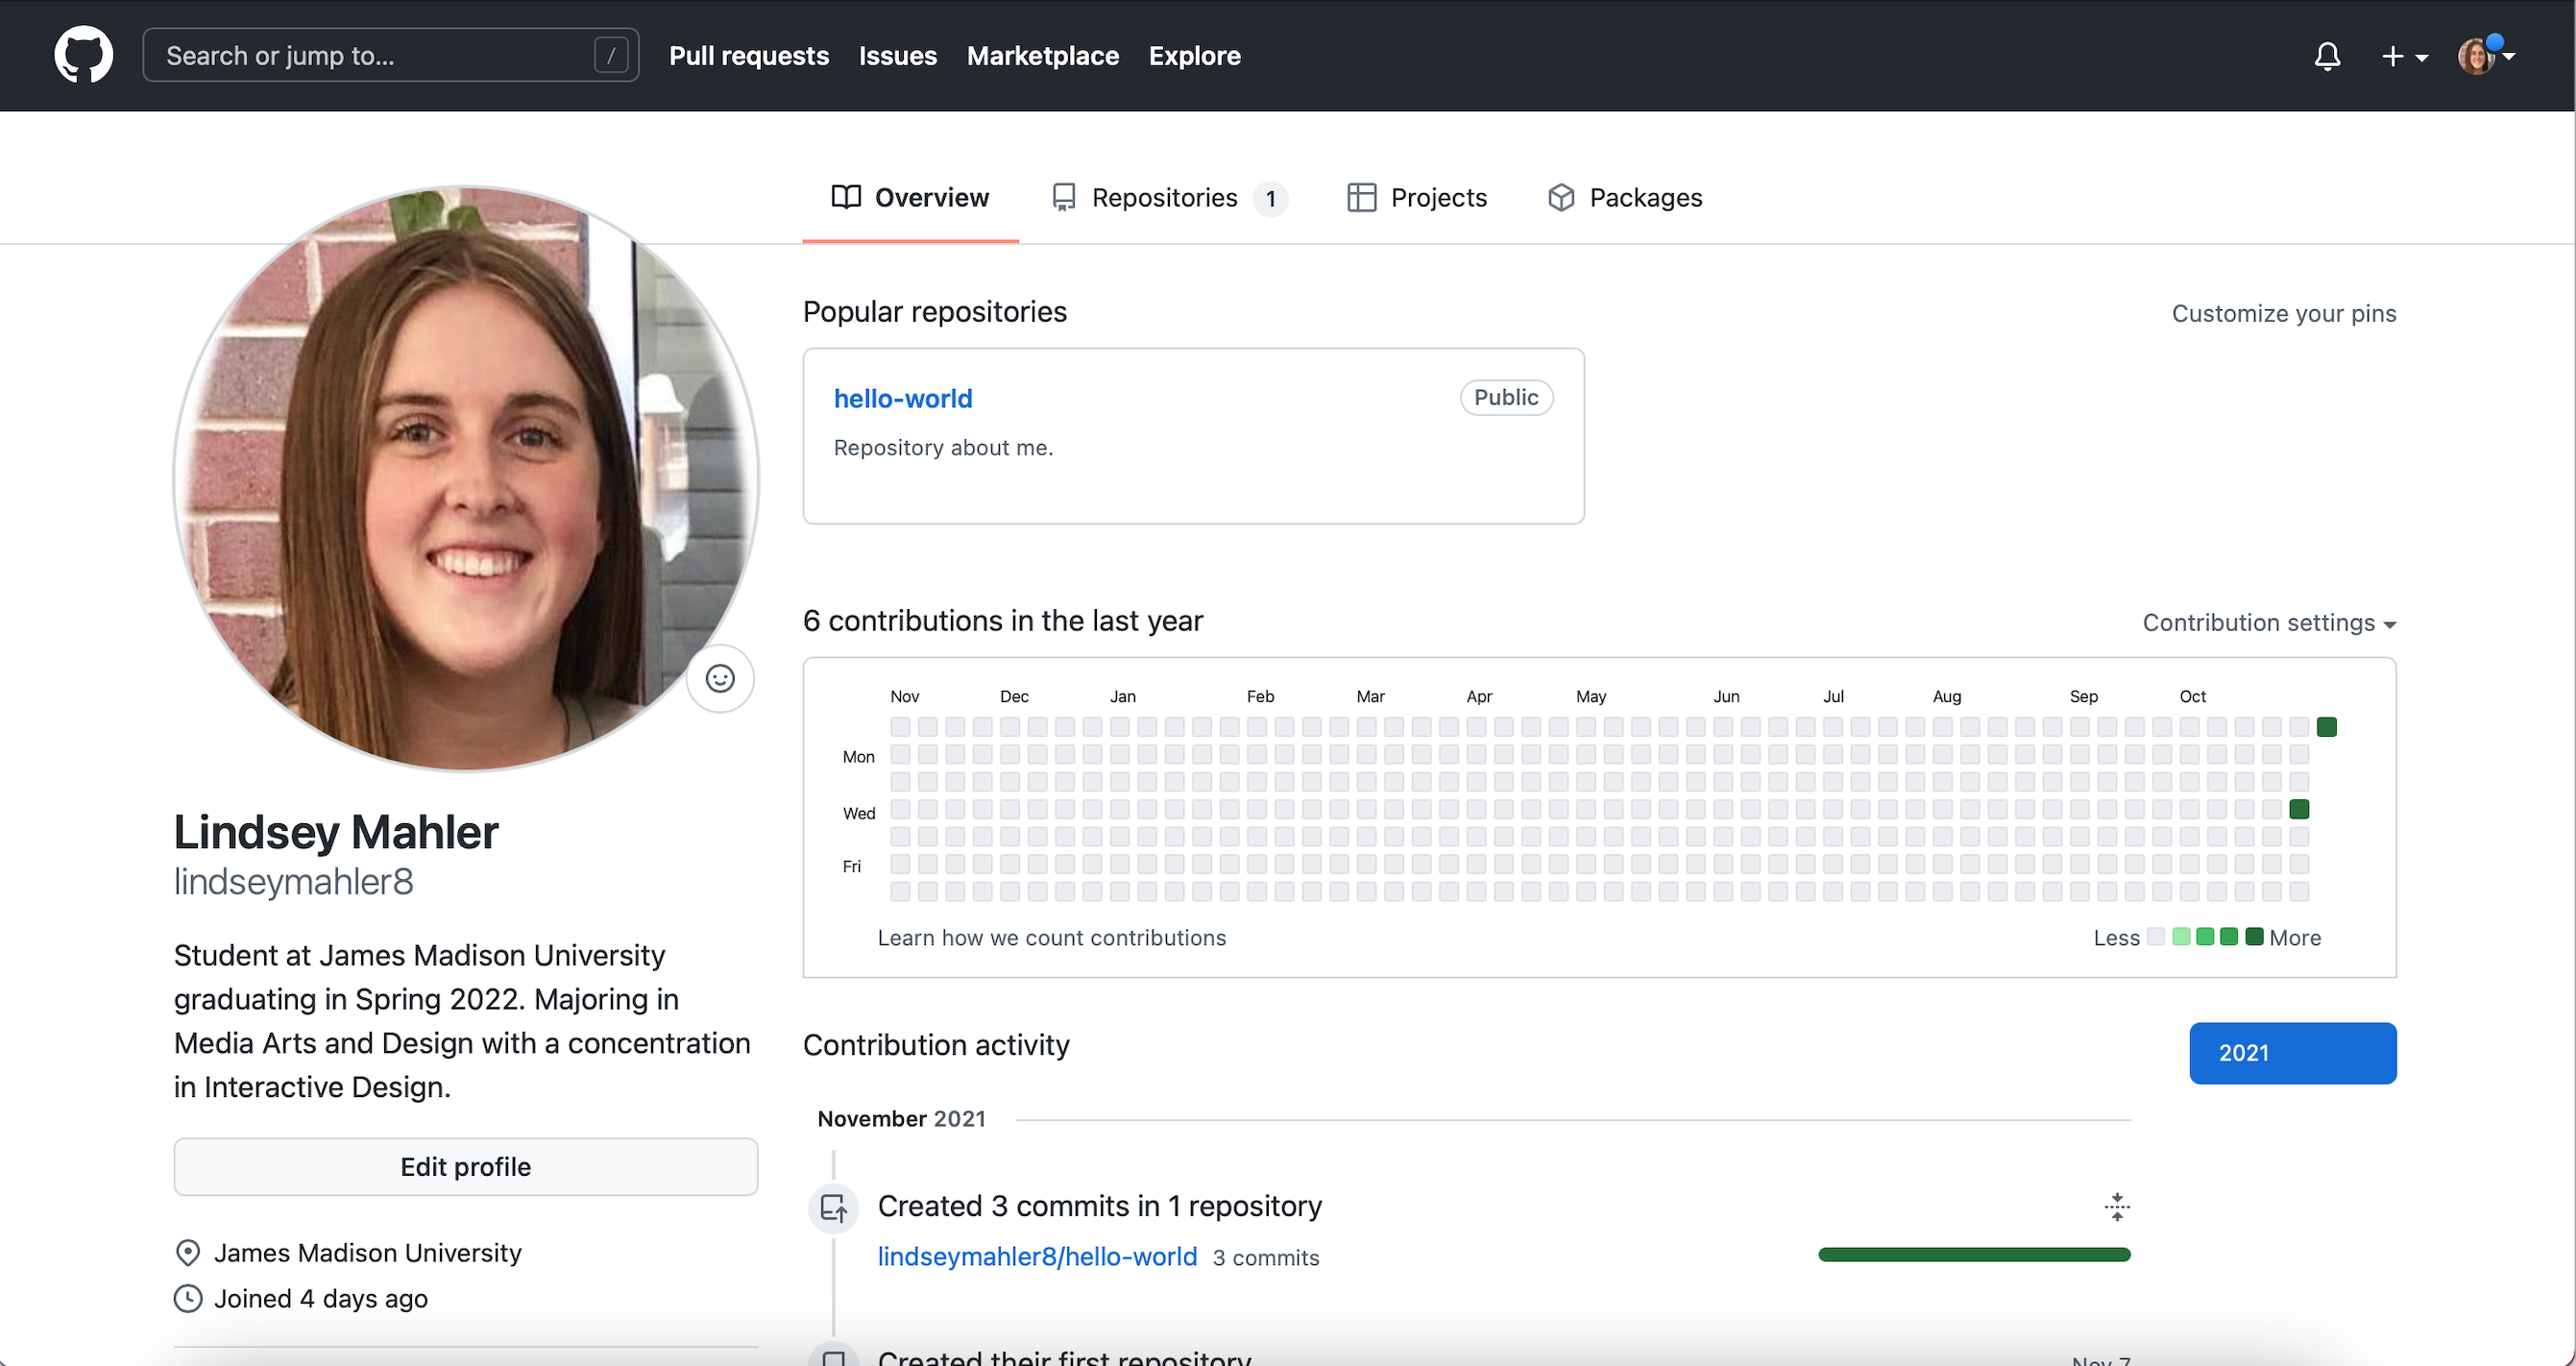 Search or jump to...
/
Pull requests
Issues
Marketplace
Explore
Overview
Repositories 1
Projects
Packages
Lindsey Mahler
lindseymahler8
Student at James Madison University
graduating in Spring 2022. Majoring in
Media Arts and Design with a concentration
in Interactive Design.
Edit profile
James Madison University
Joined 4 days ago
Popular repositories
Customize your pins
hello-world
Public
Repository about me.
6 contributions in the last year
Contribution settings
Nov Dec Jan Feb Mar Apr May Jun Jul Aug Sep Oct
Mon
Wed
Fri
Learn how we count contributions
Less More
Contribution activity
2021
November 2021
Created 3 commits in 1 repository
lindseymahler8/hello-world 3 commits
Created their first repository
Nov 7